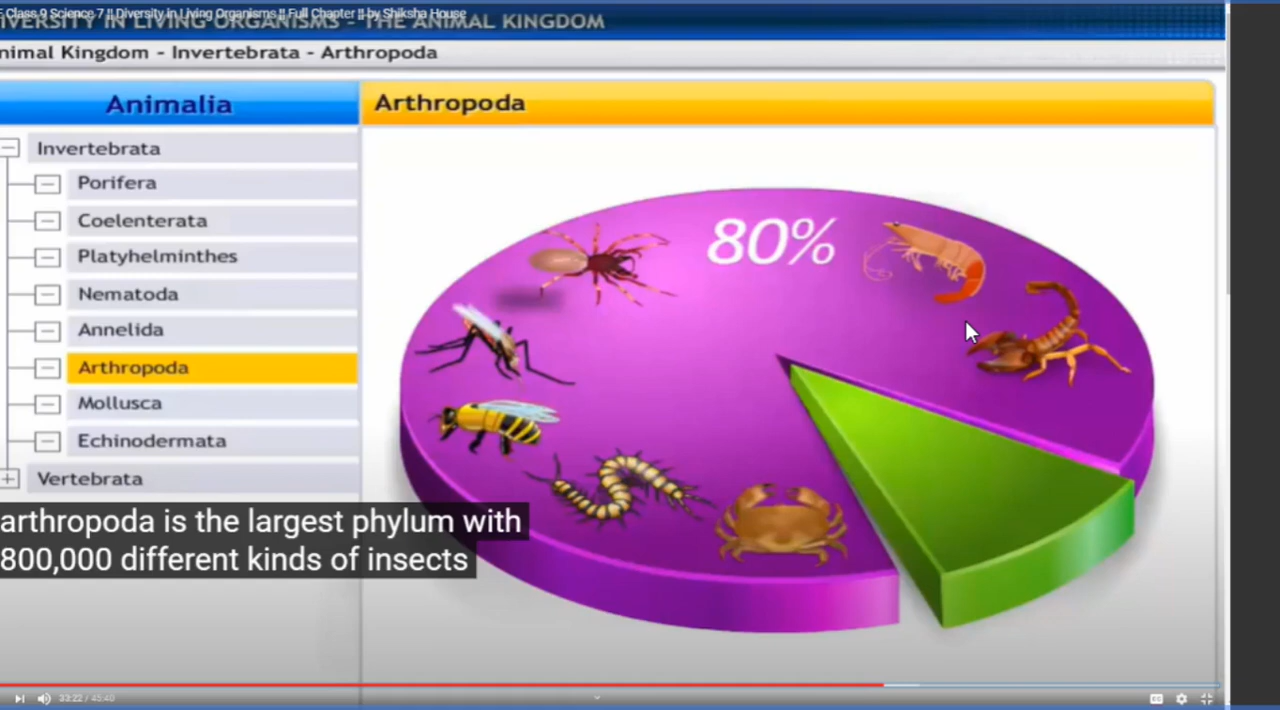 Class 9 Science 7 || Diversity in Living Organisms || Full Chapter || by Shiksha House
IVERSITY IN LIVING ORGANISMS - THE ANIMAL KINGDOM
nimal Kingdom - Invertebrata - Arthropoda
Animalia
Arthropoda
Invertebrata
Porifera
Coelenterata
Platyhelminthes
Nematoda
Annelida
Arthropoda
Mollusca
Echinodermata
Vertebrata
80%
arthropoda is the largest phylum with
800,000 different kinds of insects
33:22 / 45:40